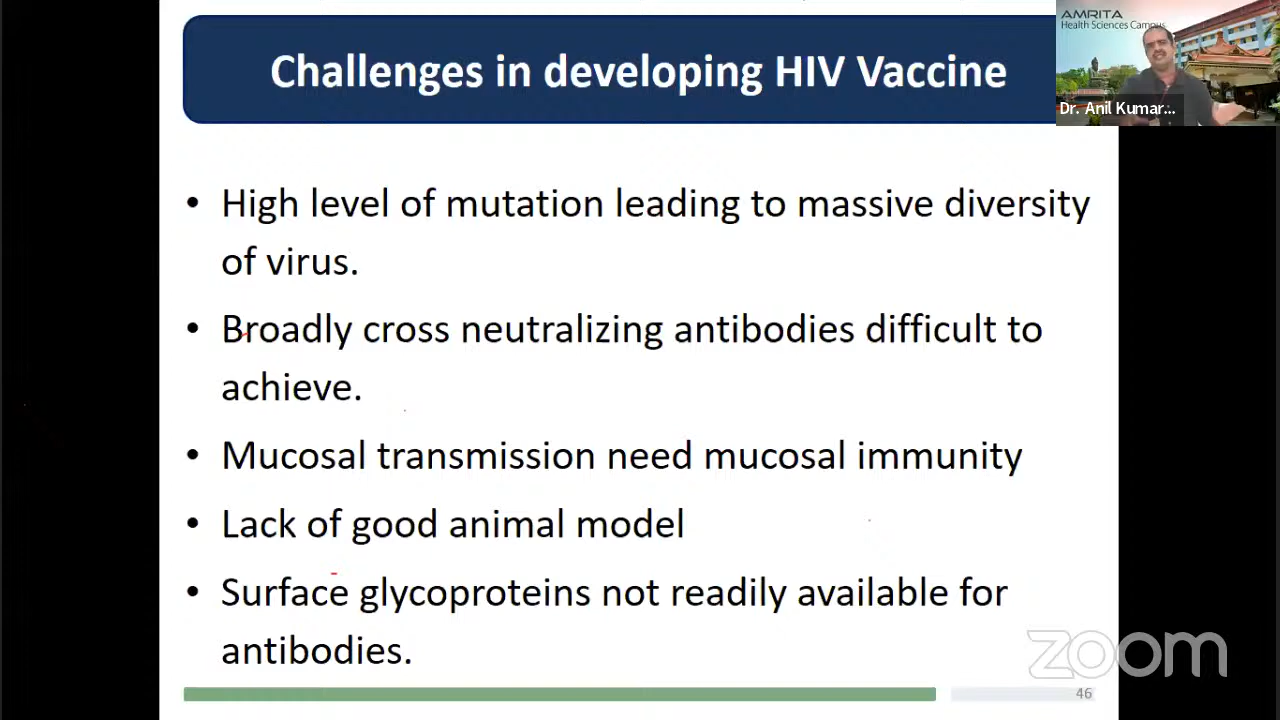 AMRITA
Health Sciences Campus
Dr. Anil Kumar...
Challenges in developing HIV Vaccine
• High level of mutation leading to massive diversity
of virus.
• Broadly cross neutralizing antibodies difficult to
achieve.
• Mucosal transmission need mucosal immunity
• Lack of good animal model
• Surface glycoproteins not readily available for
antibodies.
zoom
46